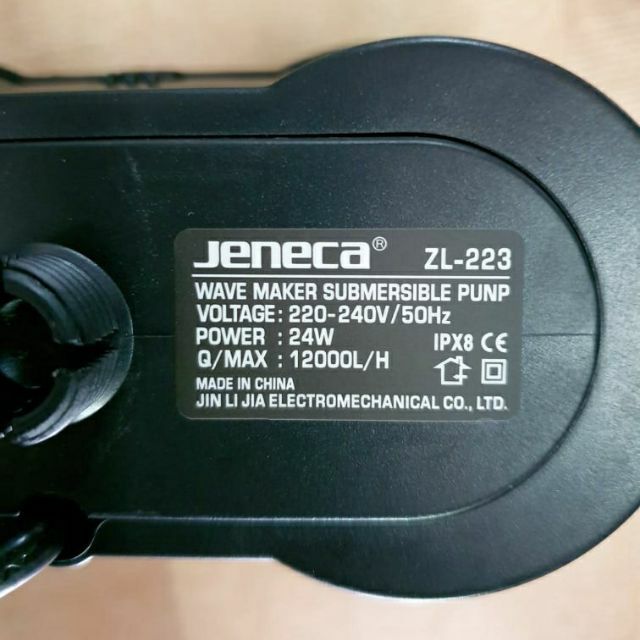 Jeneca® ZL-223
WAVE MAKER SUBMERSIBLE PUNP
VOLTAGE: 220-240V/50Hz
POWER : 24W IPX8 CE
Q/MAX : 12000L/H
MADE IN CHINA
JIN LI JIA ELECTROMECHANICAL CO., LTD.